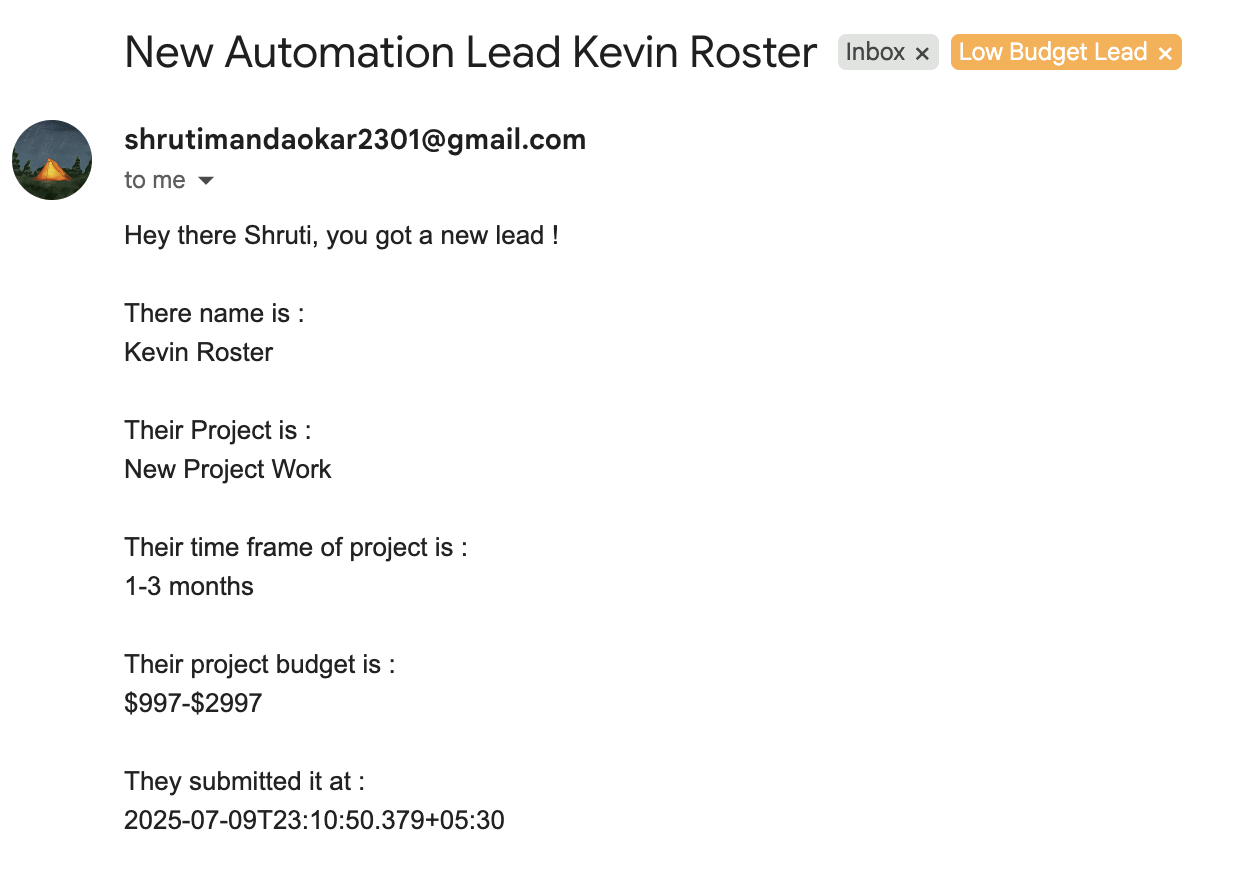 New Automation Lead Kevin Roster Inbox × Low Budget Lead ×
shrutimandaokar2301@gmail.com
to me
Hey there Shruti, you got a new lead !
There name is :
Kevin Roster
Their Project is :
New Project Work
Their time frame of project is :
1-3 months
Their project budget is :
$997-$2997
They submitted it at :
2025-07-09T23:10:50.379+05:30